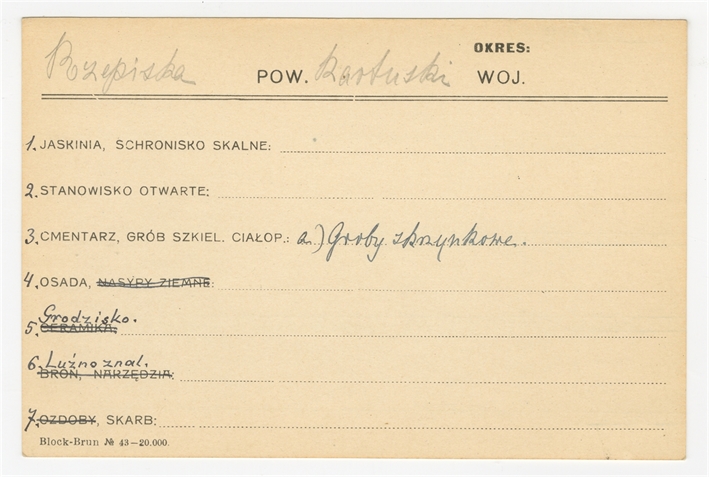 OKRES:
Rzepiska POW. Kartuski WOJ.
1. JASKINIA, SCHRONISKO SKALNE:
2. STANOWISKO OTWARTE:
3. CMENTARZ, GRÓB SZKIEL. CIAŁOP.: a.) Groby skrzynkowe.
4. OSADA, NASYPY ZIEMNE:
Grodzisko.
5. CERAMIKA:
6. Luźno znal.
BROŃ, NARZĘDZIA:
7. OZDOBY, SKARB:
Block-Brun № 43—20.000.